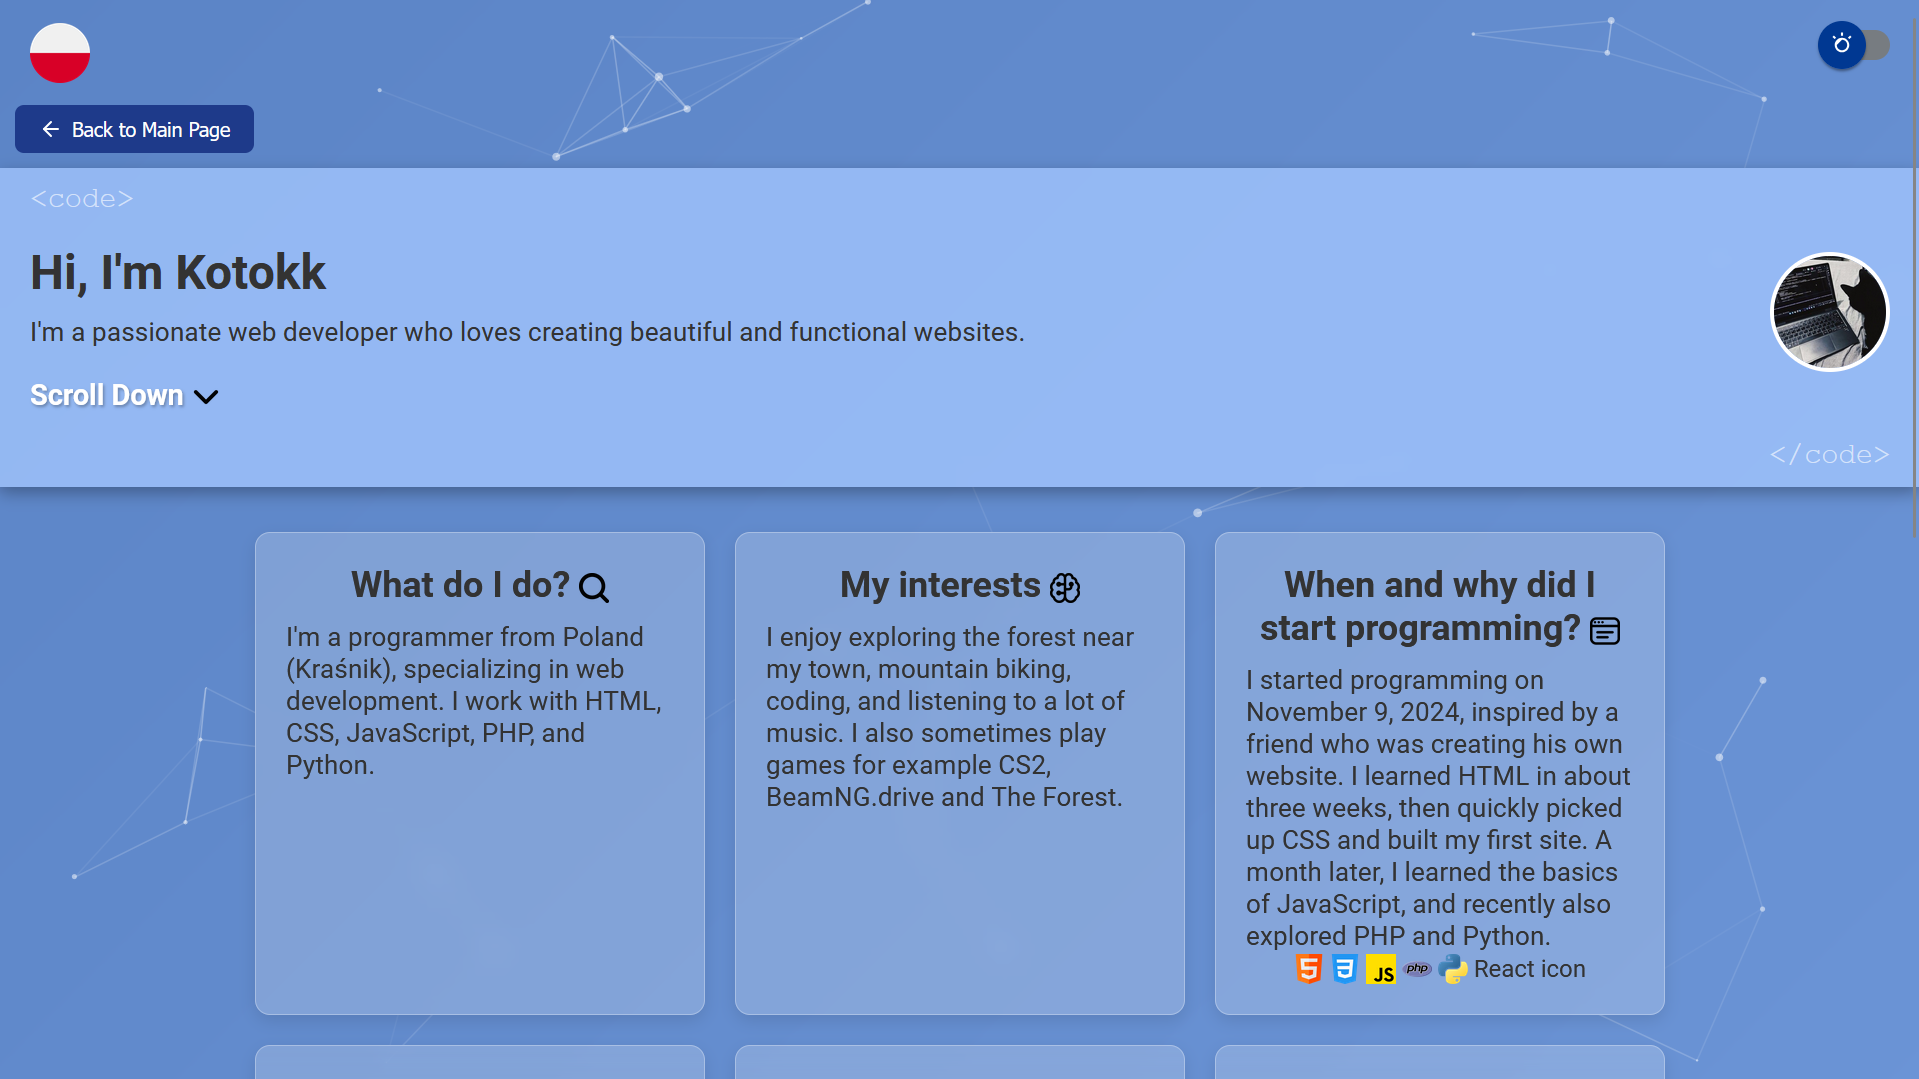 Back to Main Page
<code>
Hi, I'm Kotokk
I'm a passionate web developer who loves creating beautiful and functional websites.
Scroll Down
</code>
What do I do?
I'm a programmer from Poland
(Kraśnik), specializing in web
development. I work with HTML,
CSS, JavaScript, PHP, and
Python.
My interests
I enjoy exploring the forest near
my town, mountain biking,
coding, and listening to a lot of
music. I also sometimes play
games for example CS2,
BeamNG.drive and The Forest.
When and why did I
start programming?
I started programming on
November 9, 2024, inspired by a
friend who was creating his own
website. I learned HTML in about
three weeks, then quickly picked
up CSS and built my first site. A
month later, I learned the basics
of JavaScript, and recently also
explored PHP and Python.
5 3 JS php React icon